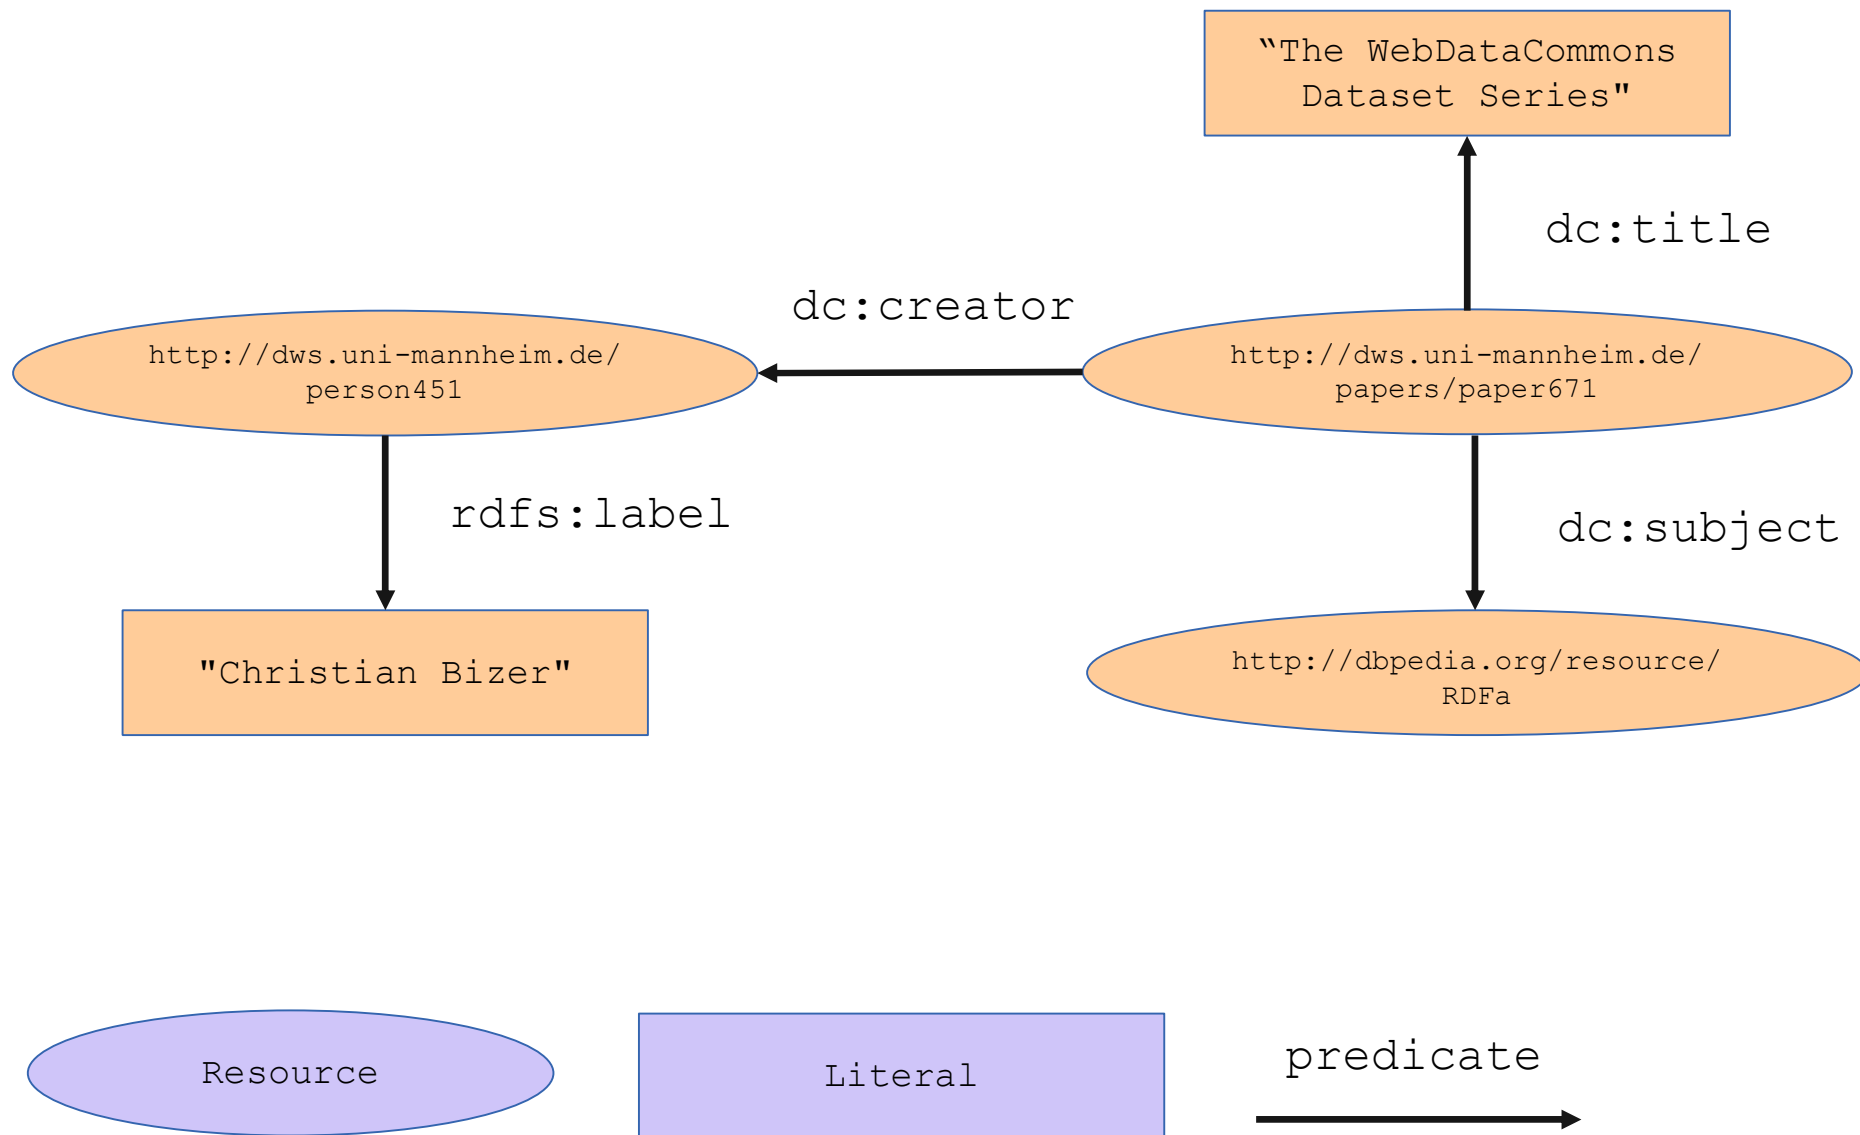 “The WebDataCommons
Dataset Series"
dc:title
dc:creator
http://dws.uni-mannheim.de/
person451
http://dws.uni-mannheim.de/
papers/paper671
rdfs:label
dc:subject
"Christian Bizer"
http://dbpedia.org/resource/
RDFa
Resource
Literal
predicate